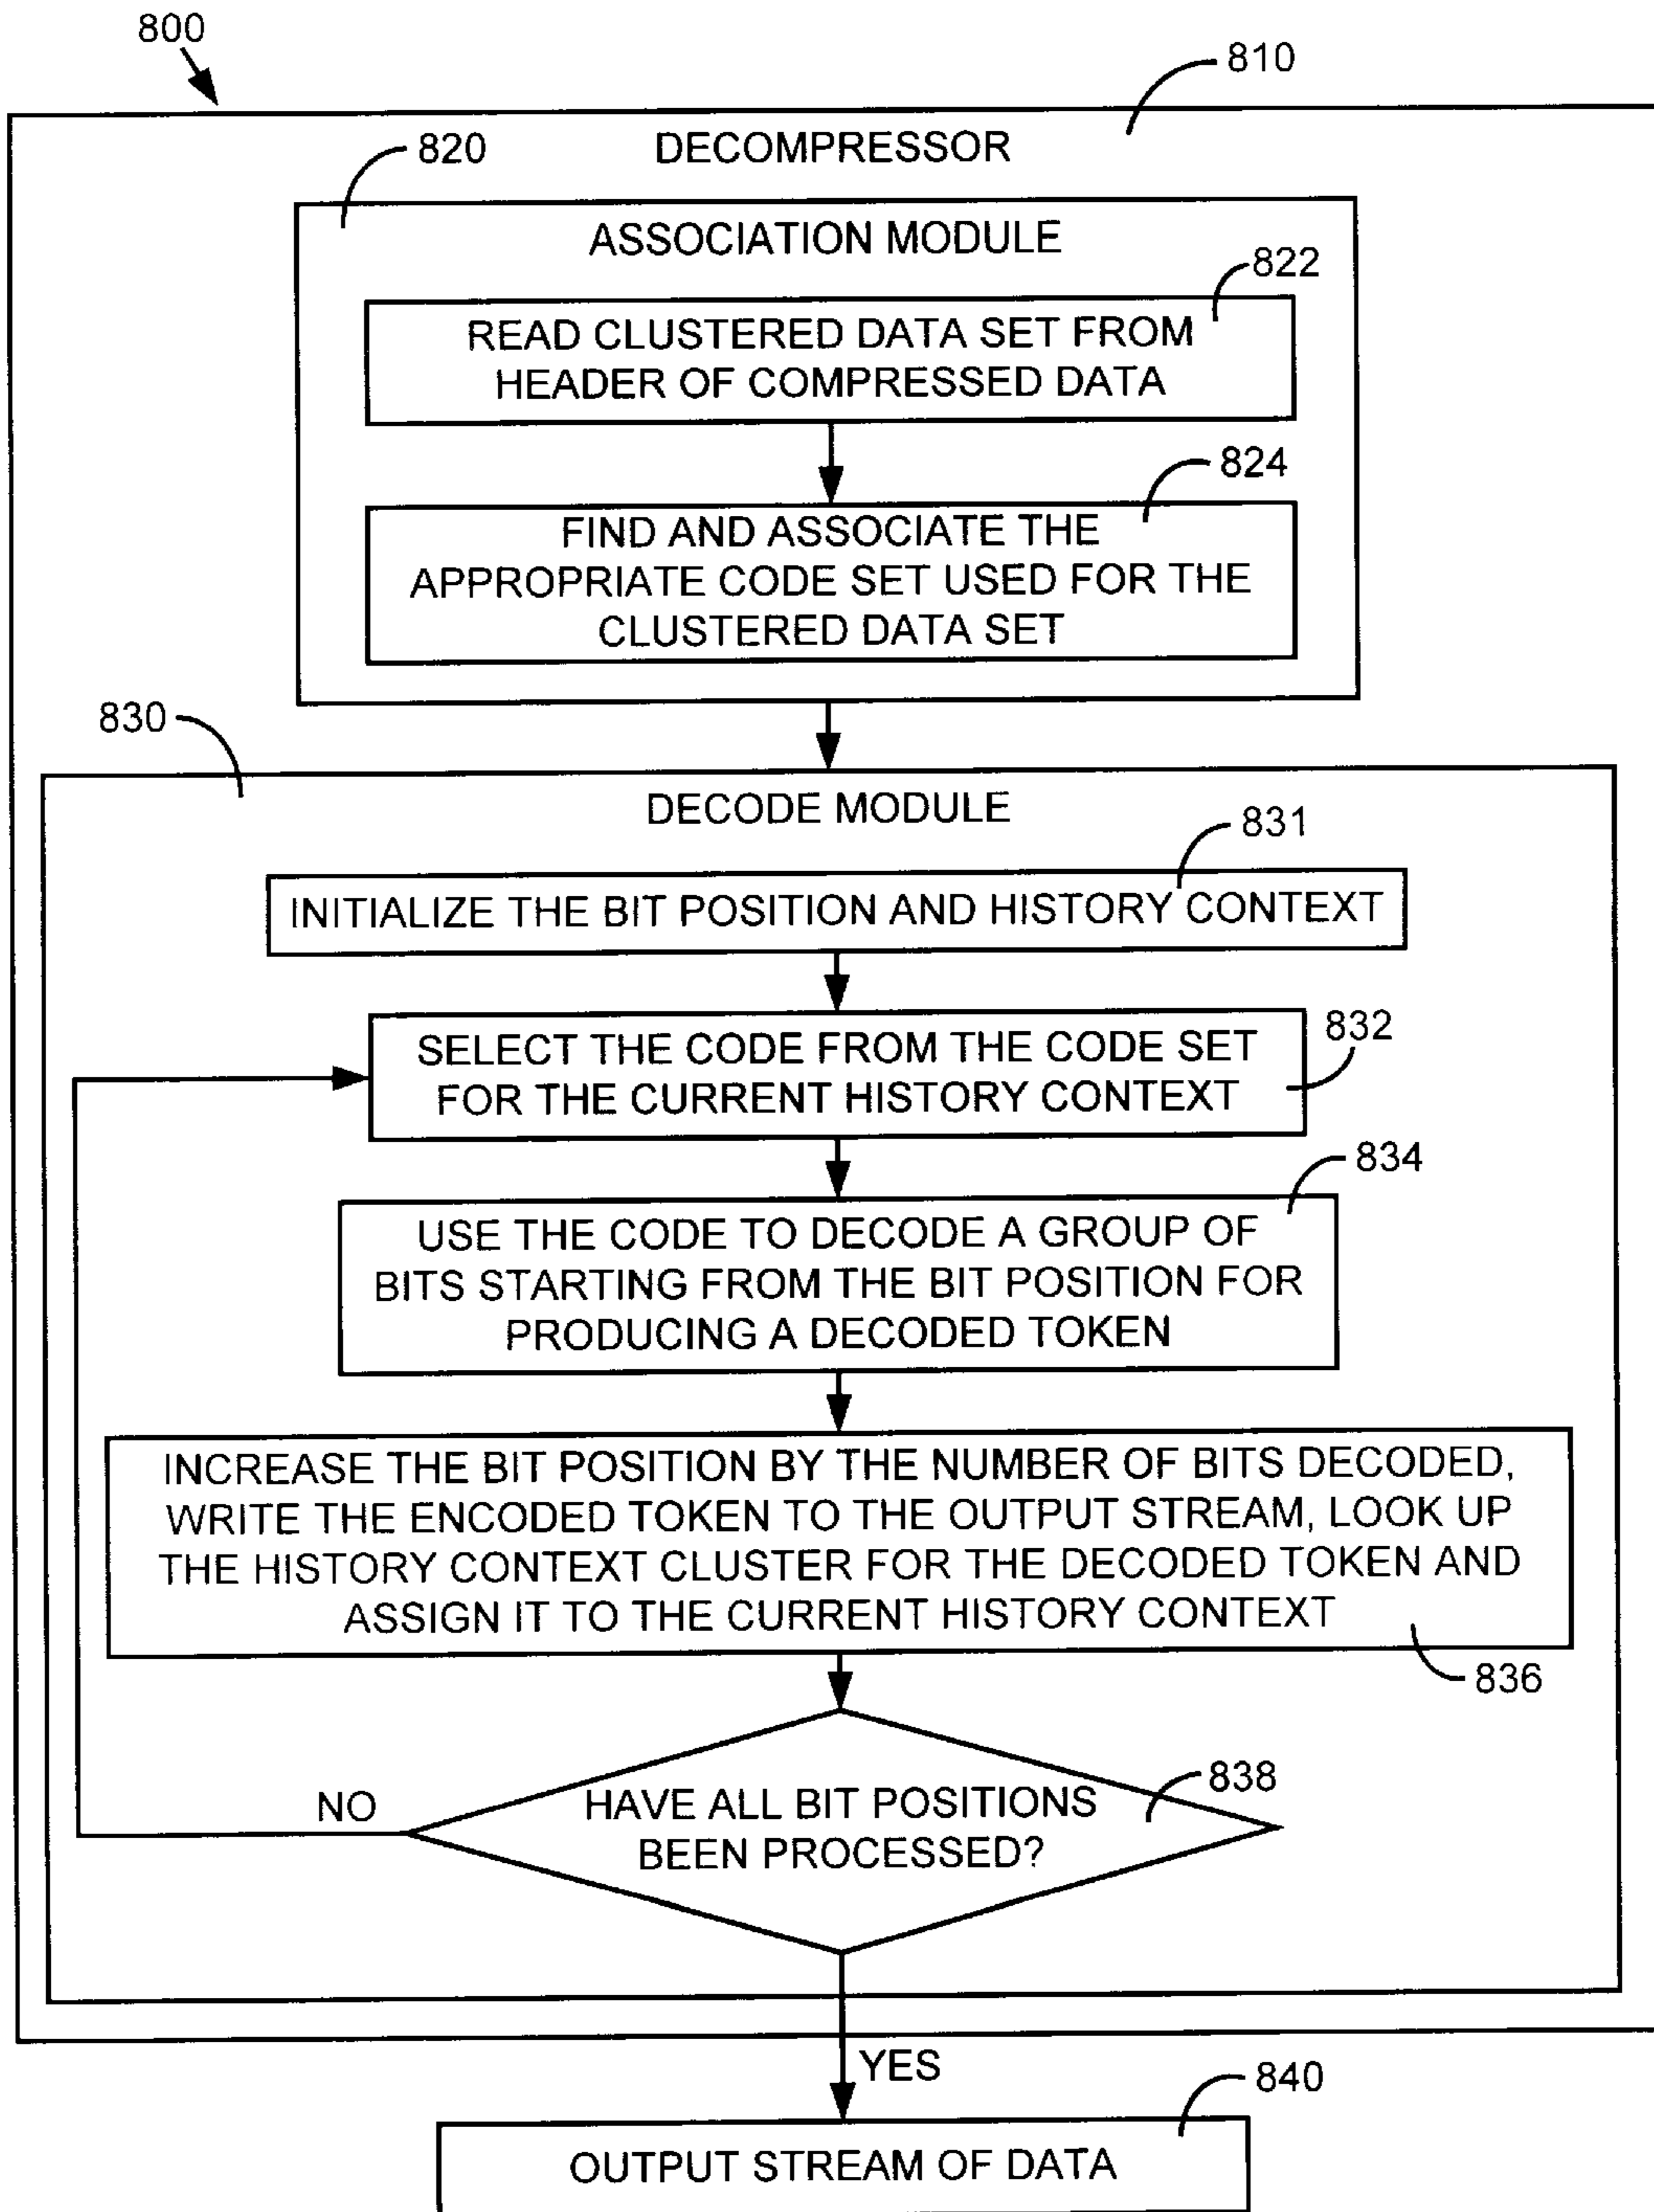 800
810
DECOMPRESSOR
820
ASSOCIATION MODULE
822
READ CLUSTERED DATA SET FROM
HEADER OF COMPRESSED DATA
824
FIND AND ASSOCIATE THE
APPROPRIATE CODE SET USED FOR THE
CLUSTERED DATA SET
830
DECODE MODULE
831
INITIALIZE THE BIT POSITION AND HISTORY CONTEXT
832
SELECT THE CODE FROM THE CODE SET
FOR THE CURRENT HISTORY CONTEXT
834
USE THE CODE TO DECODE A GROUP OF
BITS STARTING FROM THE BIT POSITION FOR
PRODUCING A DECODED TOKEN
INCREASE THE BIT POSITION BY THE NUMBER OF BITS DECODED,
WRITE THE ENCODED TOKEN TO THE OUTPUT STREAM, LOOK UP
THE HISTORY CONTEXT CLUSTER FOR THE DECODED TOKEN AND
ASSIGN IT TO THE CURRENT HISTORY CONTEXT
836
838
NO
HAVE ALL BIT POSITIONS
BEEN PROCESSED?
YES
840
OUTPUT STREAM OF DATA